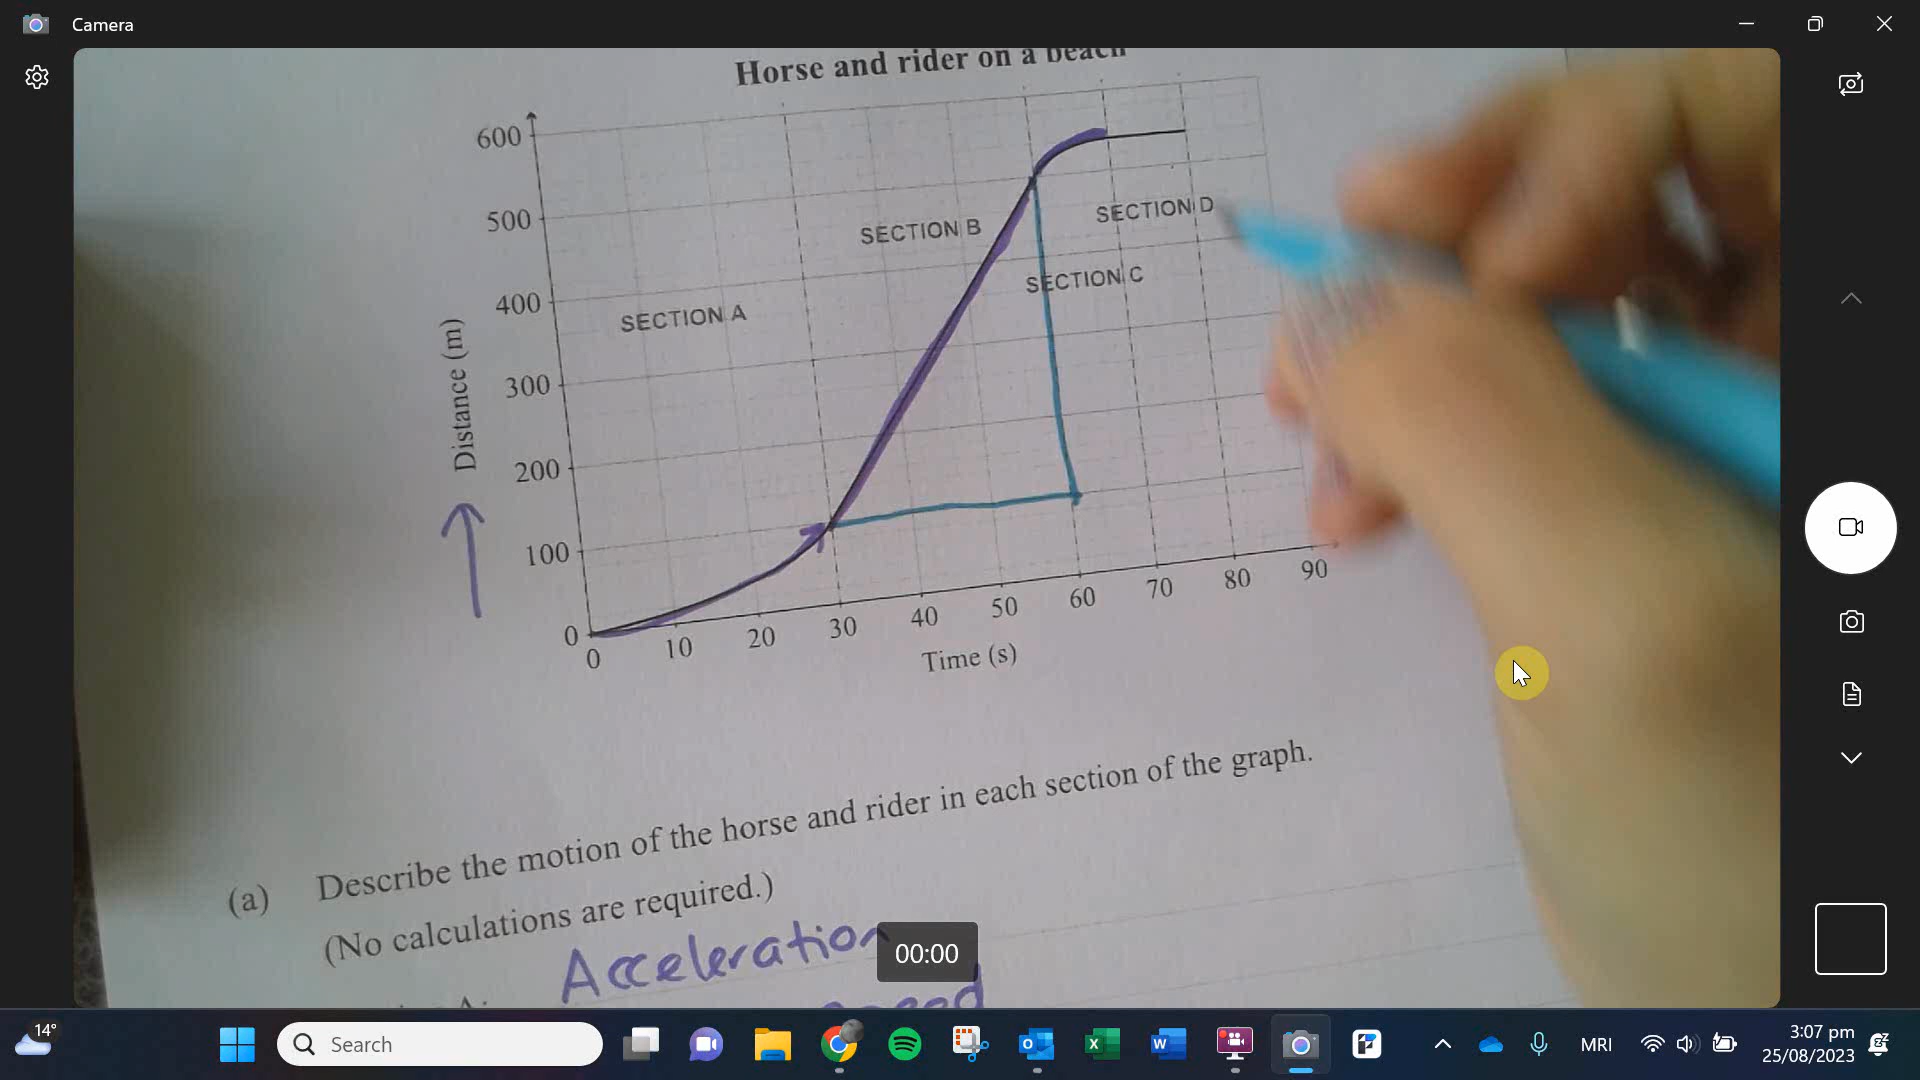 Camera
Horse and rider on a beach
600
500
400
300
200
100
0
Distance (m)
SECTION A
SECTION B
SECTION C
SECTION D
0 10 20 30 40 50 60 70 80 90
Time (s)
(a) Describe the motion of the horse and rider in each section of the graph.
(No calculations are required.)
Acceleration
00:00
14°
Search
MRI
3:07 pm
25/08/2023